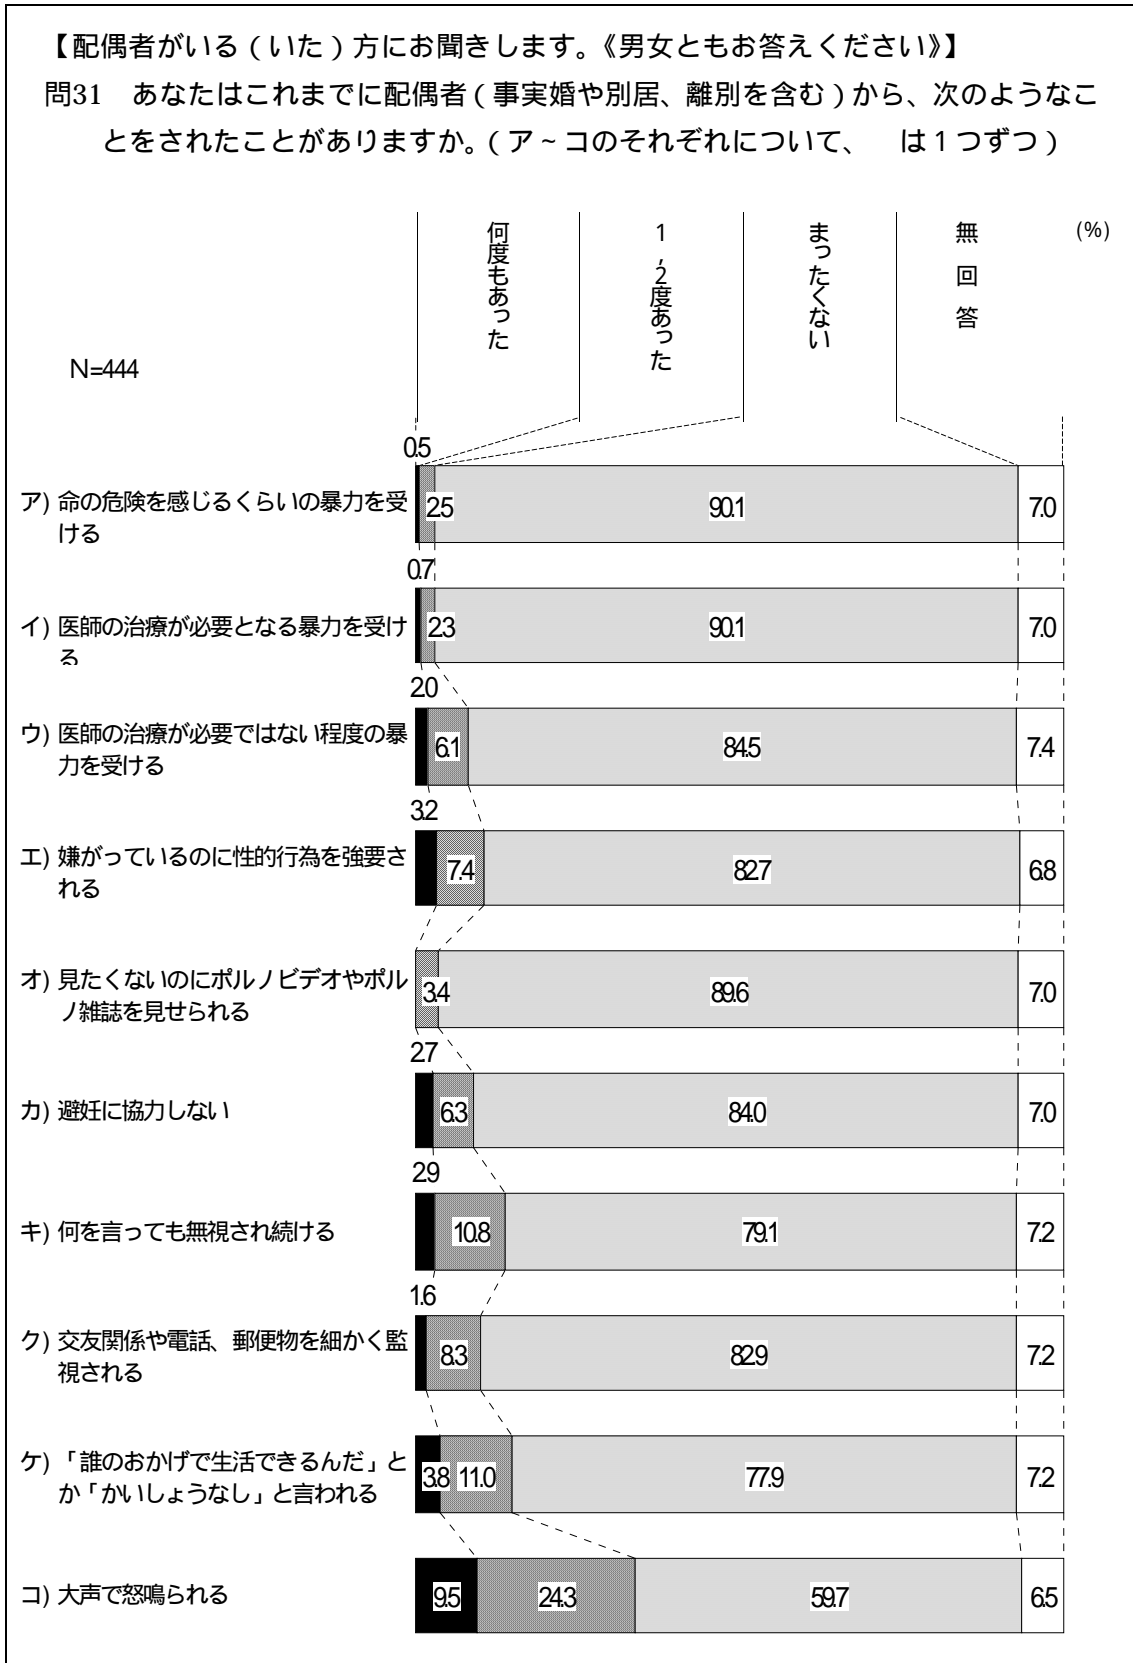 【配偶者がいる(いた)方にお聞きします。《男女ともお答えください》】
問31 あなたはこれまでに配偶者(事実婚や別居、離別を含む)から、次のようなこ
とをされたことがありますか。(ア~コのそれぞれについて、 は1つずつ)
何度もあった
1,2度あった
まったくない
無回答
(%)
N=444
0.5
ア) 命の危険を感じるくらいの暴力を受
ける
2.5 90.1 7.0
0.7
イ) 医師の治療が必要となる暴力を受け
る
2.3 90.1 7.0
2.0
ウ) 医師の治療が必要ではない程度の暴
力を受ける
6.1 84.5 7.4
3.2
エ) 嫌がっているのに性的行為を強要さ
れる
7.4 82.7 6.8
オ) 見たくないのにポルノビデオやポル
ノ雑誌を見せられる
3.4 89.6 7.0
2.7
カ) 避妊に協力しない
6.3 84.0 7.0
2.9
キ) 何を言っても無視され続ける
10.8 79.1 7.2
1.6
ク) 交友関係や電話、郵便物を細かく監
視される
8.3 82.9 7.2
ケ) 「誰のおかげで生活できるんだ」と
か「かいしょうなし」と言われる
3.8 11.0 77.9 7.2
コ) 大声で怒鳴られる
9.5 24.3 59.7 6.5